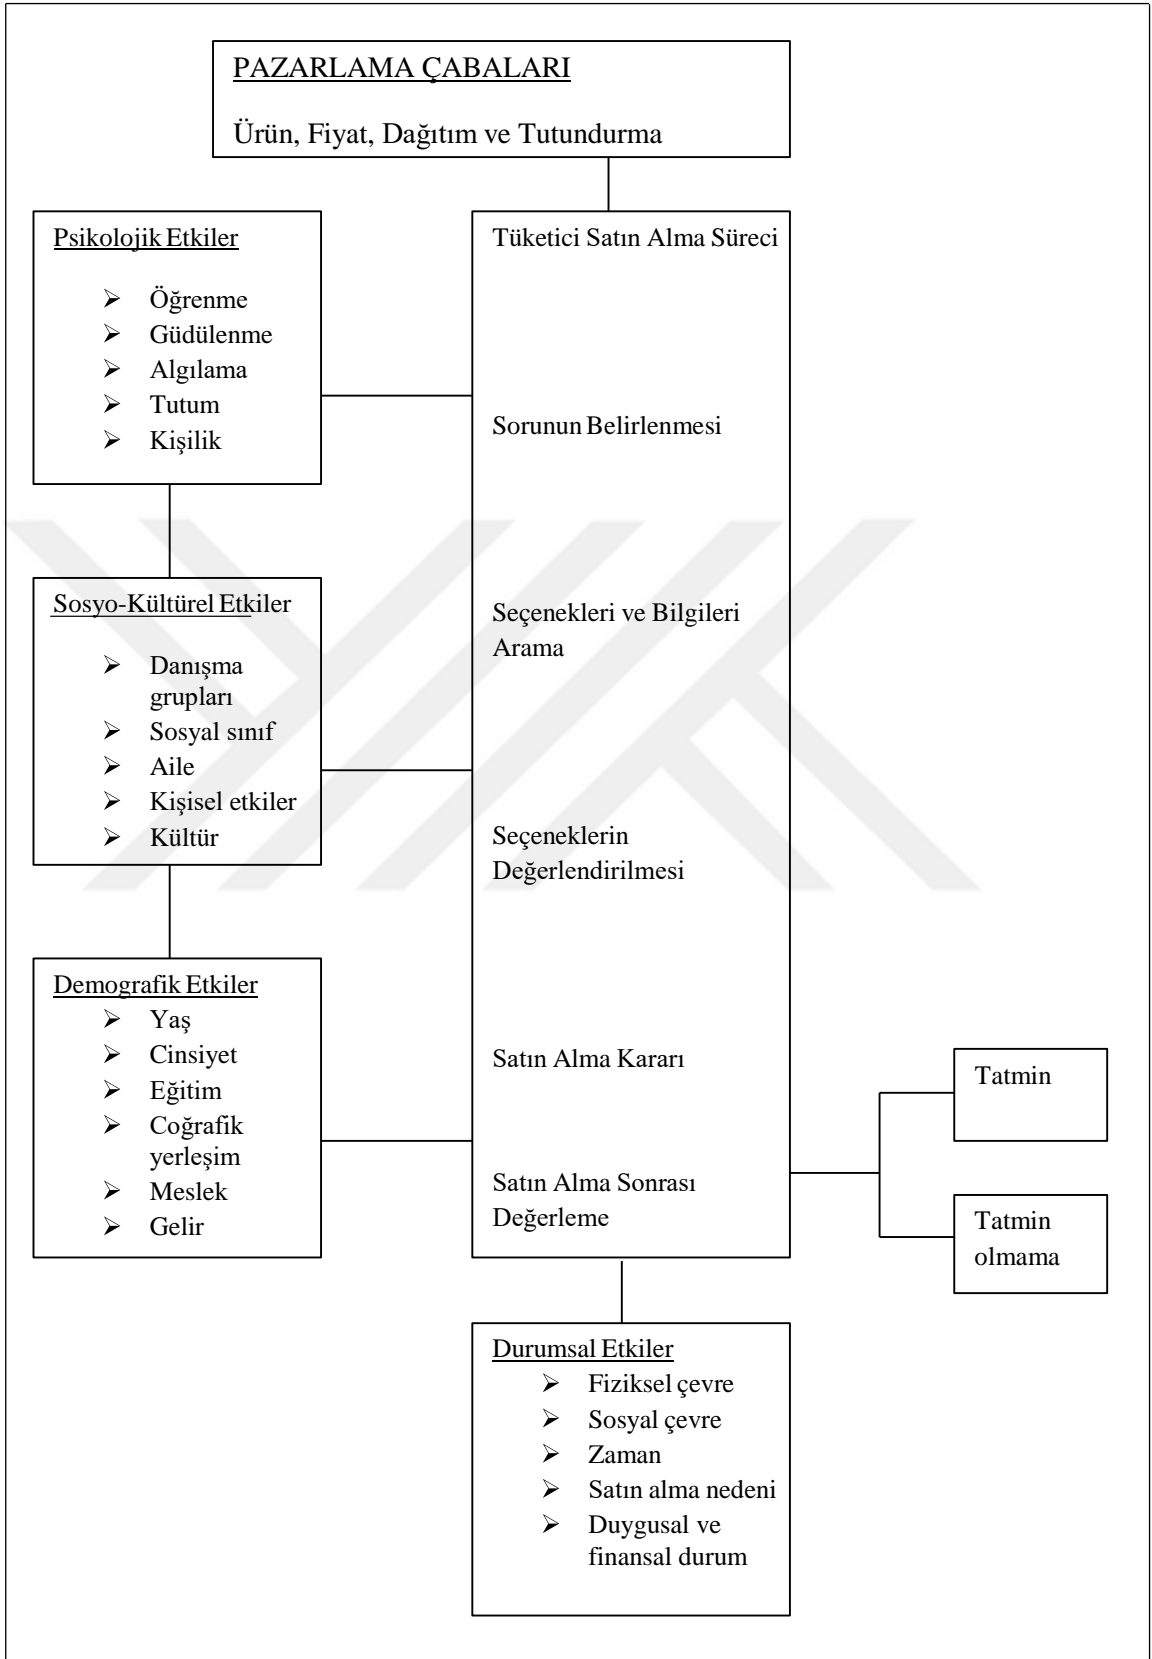 PAZARLAMA ÇABALARI
Ürün, Fiyat, Dağıtım ve Tutundurma
Psikolojik Etkiler
Öğrenme
Güdülenme
Algılama
Tutum
Kişilik
Sosyo-Kültürel Etkiler
Danışma
grupları
Sosyal sınıf
Aile
Kişisel etkiler
Kültür
Demografik Etkiler
Yaş
Cinsiyet
Eğitim
Coğrafik
yerleşim
Meslek
Gelir
Tüketici Satın Alma Süreci
Sorunun Belirlenmesi
Seçenekleri ve Bilgileri
Arama
Seçeneklerin
Değerlendirilmesi
Satın Alma Kararı
Satın Alma Sonrası
Değerleme
Tatmin
Tatmin
olmama
Durumsal Etkiler
Fiziksel çevre
Sosyal çevre
Zaman
Satın alma nedeni
Duygusal ve
finansal durum